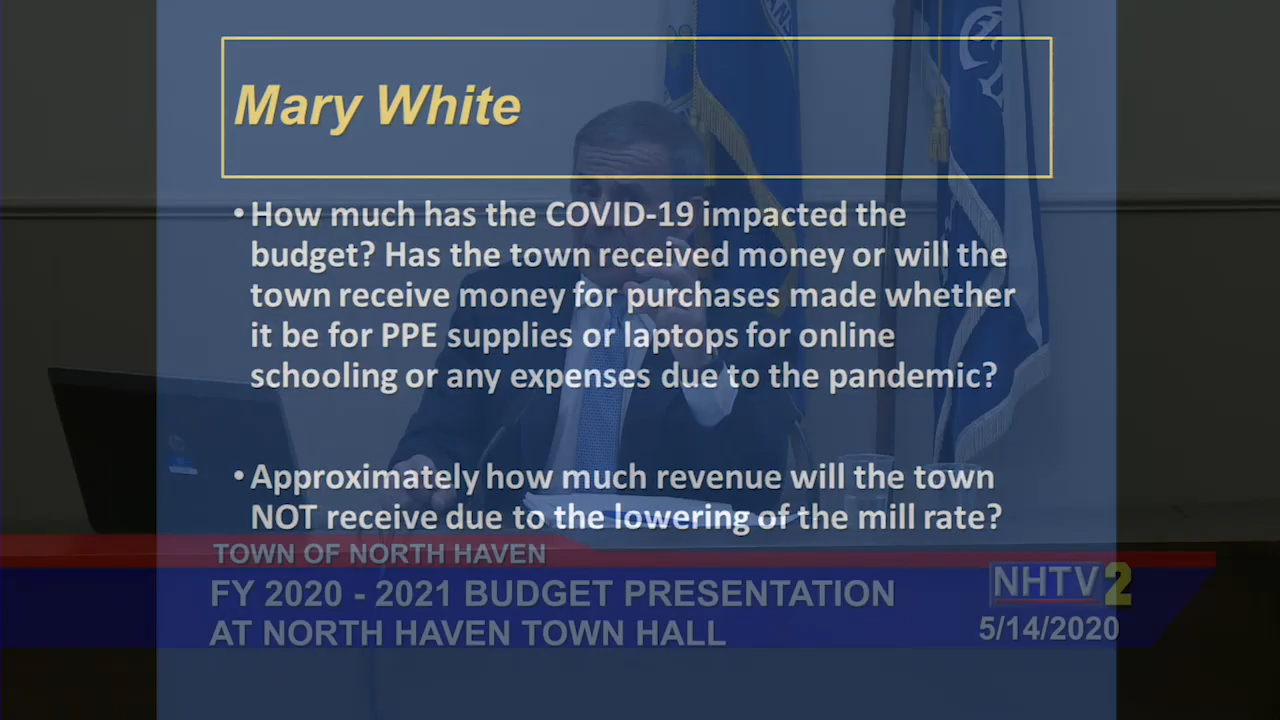 Mary White
• How much has the COVID-19 impacted the
budget? Has the town received money or will the
town receive money for purchases made whether
it be for PPE supplies or laptops for online
schooling or any expenses due to the pandemic?
• Approximately how much revenue will the town
NOT receive due to the lowering of the mill rate?
TOWN OF NORTH HAVEN
FY 2020 - 2021 BUDGET PRESENTATION
AT NORTH HAVEN TOWN HALL
NHTV2
5/14/2020